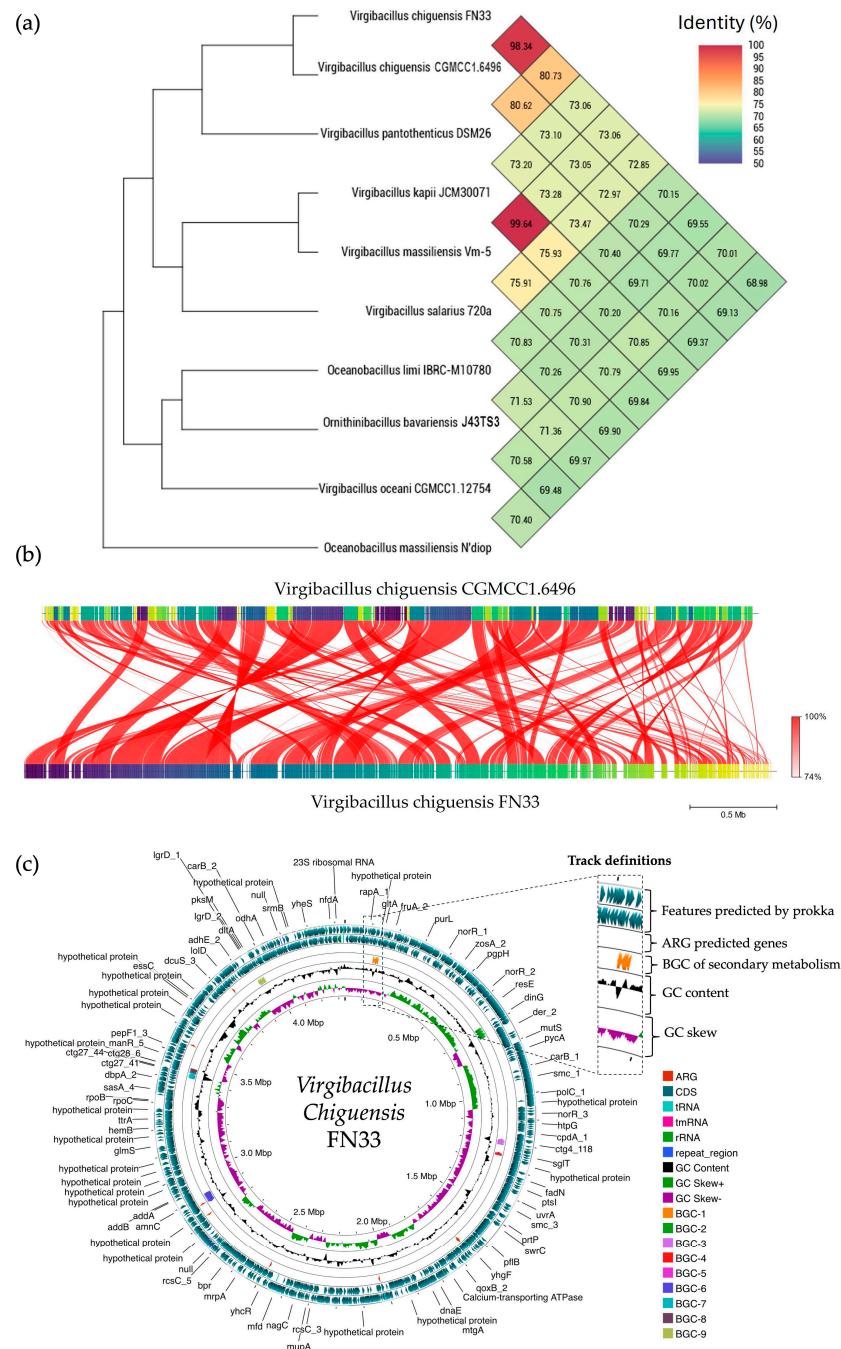 (a)
Identity (%)
100
95
90
85
80
75
70
65
60
55
50
Virgibacillus chiguensis FN33
Virgibacillus chiguensis CGMCC1.6496
Virgibacillus pantothenticus DSM26
Virgibacillus kapii JCM30071
Virgibacillus massiliensis Vm-5
Virgibacillus salarius 720a
Oceanobacillus limi IBRC-M10780
Ornithinibacillus bavariensis J43TS3
Virgibacillus oceani CGMCC1.12754
Oceanobacillus massiliensis N'diop
98.34
80.73
80.62 73.06
73.10 73.06
73.20 73.05 72.85
73.28 72.97 70.15
99.64 73.47 70.29 69.55
75.93 70.40 69.77 70.01
75.91 70.76 69.71 70.02 68.98
70.75 70.20 70.16 69.13
70.83 70.31 70.85 69.37
70.26 70.79 69.95
71.53 70.90 69.84
71.36 69.90
70.58 69.97
69.48
70.40
(b)
Virgibacillus chiguensis CGMCC1.6496
100%
74%
Virgibacillus chiguensis FN33
0.5 Mb
(c)
Track definitions
Features predicted by prokka
ARG predicted genes
BGC of secondary metabolism
GC content
GC skew
23S ribosomal RNA
hypothetical protein
rapA_1
gltA
fruA_2
purL
norR_1
zosA_2
pgpH
norR_2
resE
dinG
der_2
mutS
pycA
carB_1
smc_1
polC_1
hypothetical protein
norR_3
htpG
cpdA_1
ctg4_118
sglT
hypothetical protein
fadN
ptsI
uvrA
smc_3
prtP
swrC
pflB
yhgF
qoxB_2
Calcium-transporting ATPase
dnaE
hypothetical protein
mtgA
hypothetical protein
rcsC_3
mupA
nagC
mfd
yhcR
mrpA
bpr
rcsC_5
null
hypothetical protein
amnC
addB
addA
hypothetical protein
hypothetical protein
hypothetical protein
glmS
hypothetical protein
hemB
ttrA
hypothetical protein
rpoC
rpoB
sasA_4
dbpA_2
ctg27_41
ctg27_44
ctg28_6
hypothetical protein
manR_5
pepF1_3
hypothetical protein
hypothetical protein
essC
hypothetical protein
dcuS_3
lolD
adhE_2
dltA
lgrD_2
pksM
lgrD_1
odhA
carB_2
hypothetical protein
null
srmB
yheS
nfdA
0.5 Mbp
1.0 Mbp
1.5 Mbp
2.0 Mbp
2.5 Mbp
3.0 Mbp
3.5 Mbp
4.0 Mbp
Virgibacillus
Chiguensis
FN33
ARG
CDS
tRNA
tmRNA
rRNA
repeat_region
GC Content
GC Skew+
GC Skew-
BGC-1
BGC-2
BGC-3
BGC-4
BGC-5
BGC-6
BGC-7
BGC-8
BGC-9